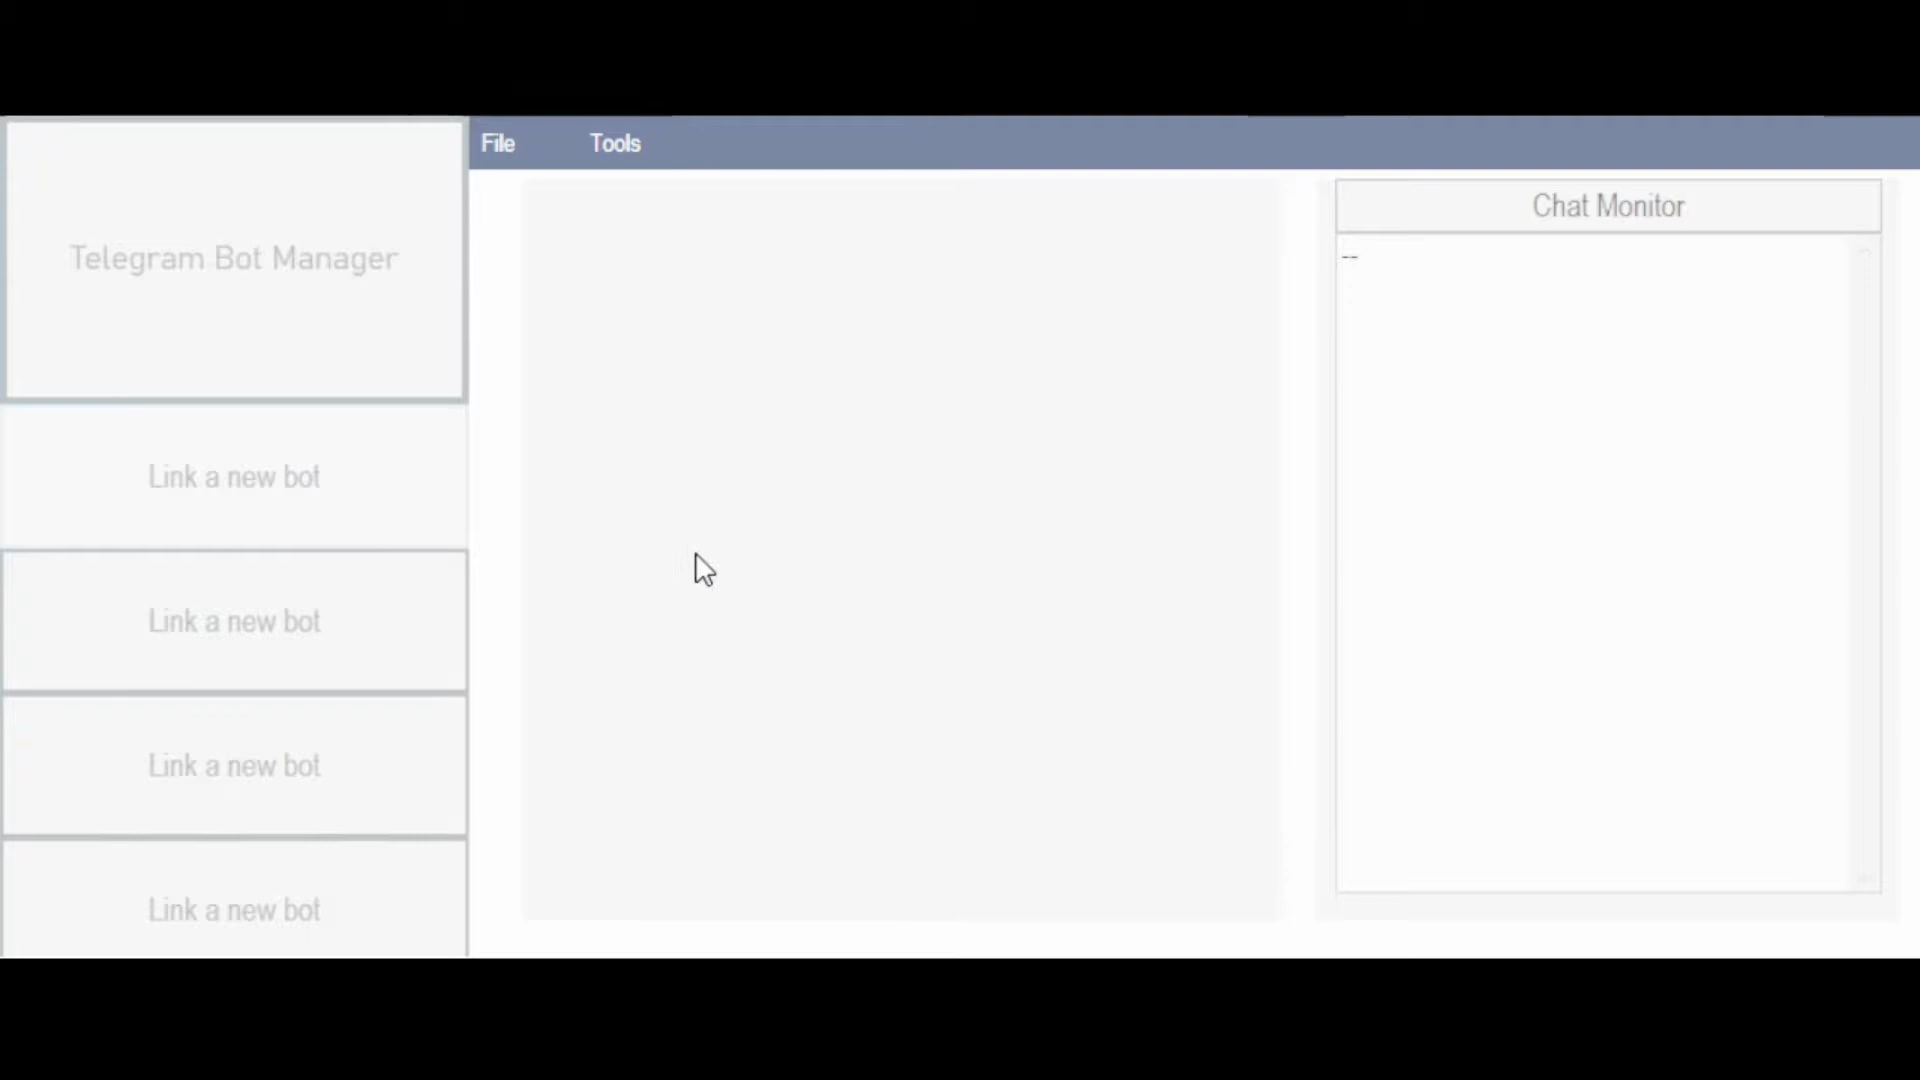 File
Tools
Telegram Bot Manager
Link a new bot
Link a new bot
Link a new bot
Link a new bot
Chat Monitor
--